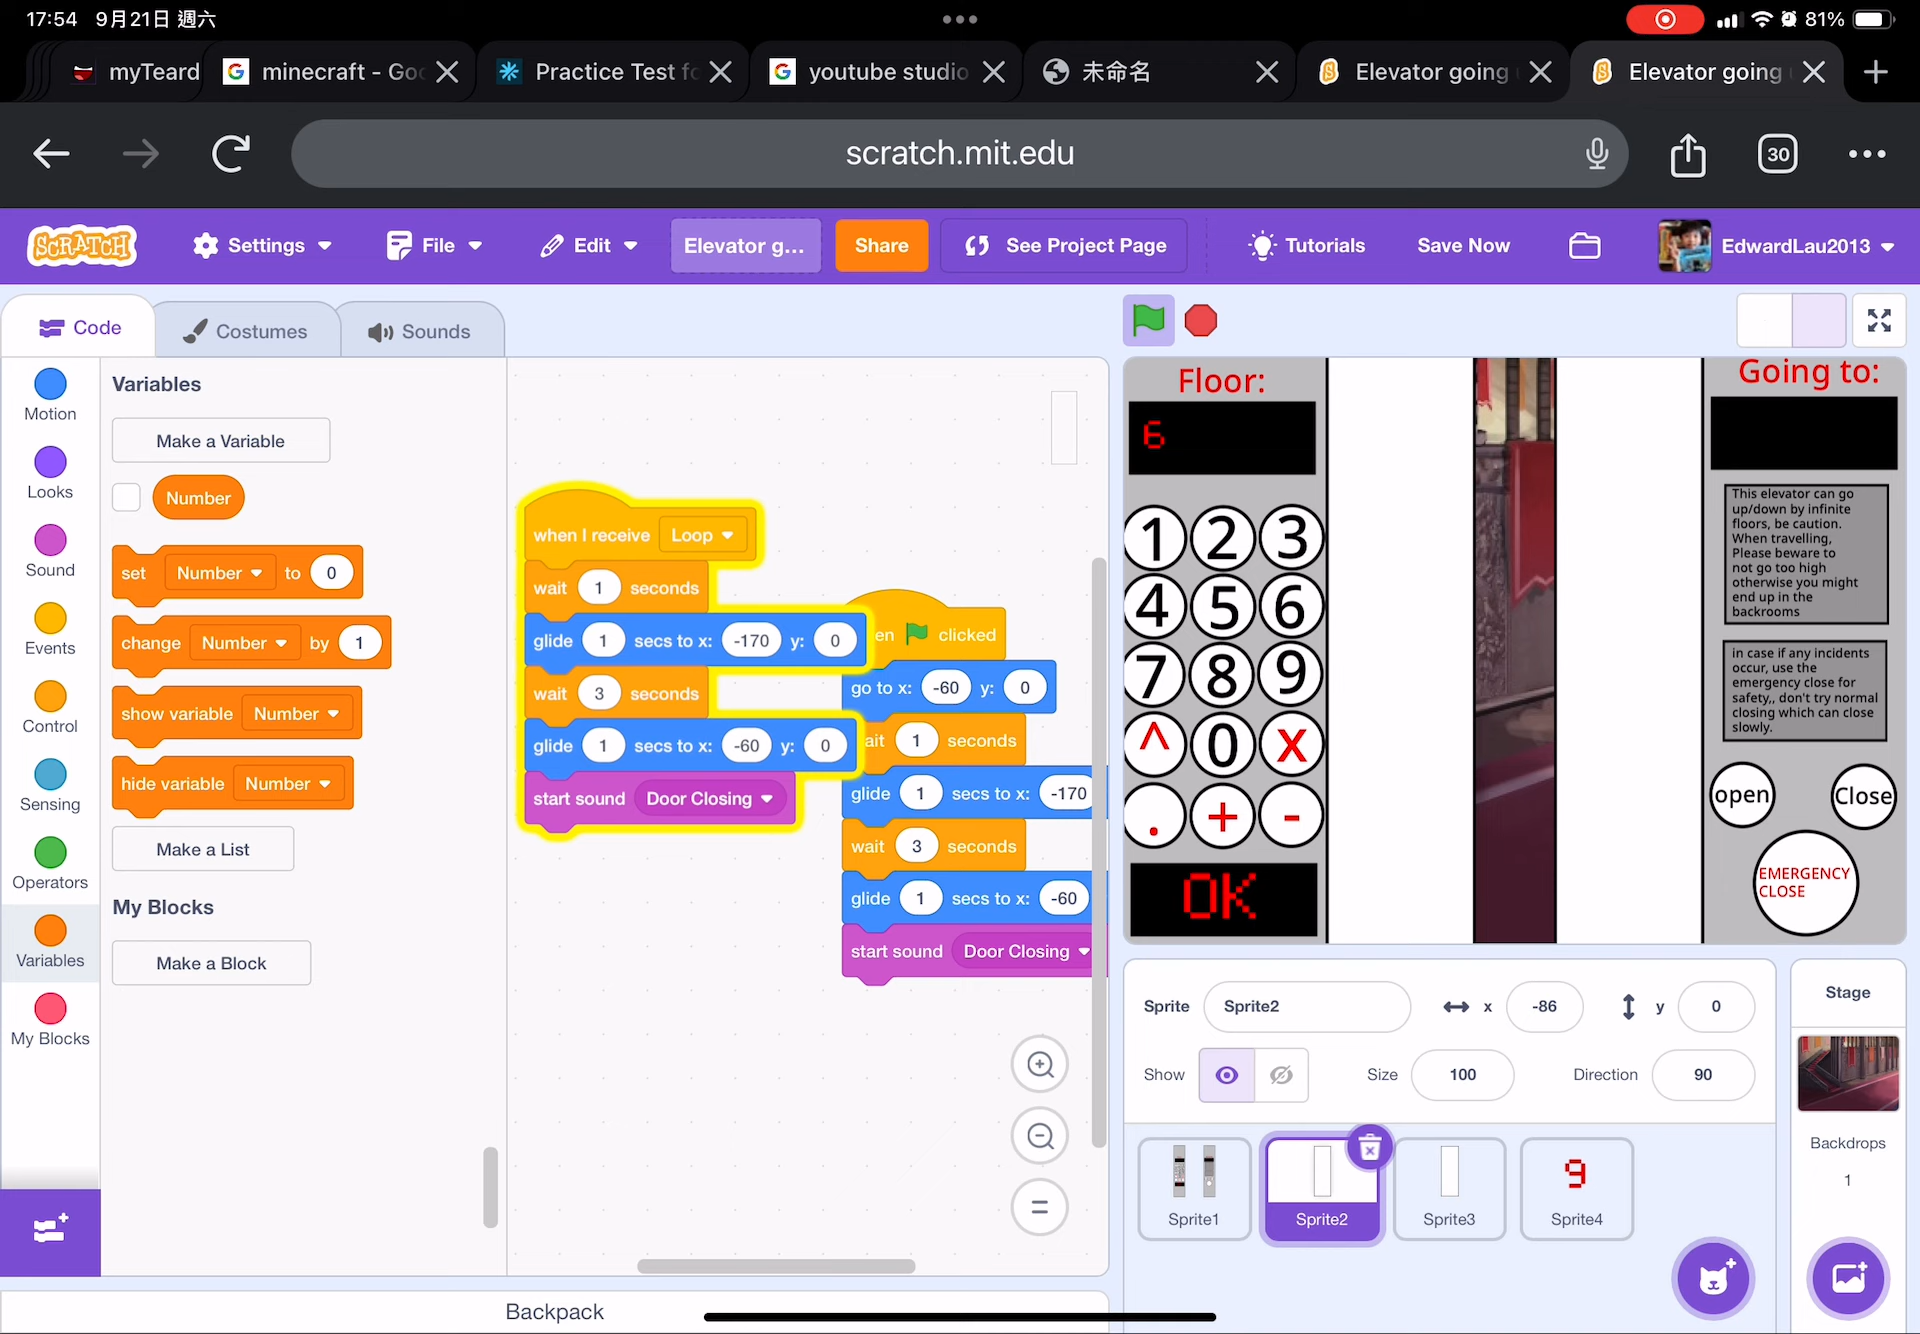 17:54 9月21日 週六
81%
myTeard
minecraft - Goo
Practice Test fo
youtube studio
未命名
Elevator going
Elevator going
scratch.mit.edu
30
SCRATCH
Settings
File
Edit
Elevator g...
Share
See Project Page
Tutorials
Save Now
EdwardLau2013
Code
Costumes
Sounds
Motion
Looks
Sound
Events
Control
Sensing
Operators
Variables
My Blocks
Variables
Make a Variable
Number
set Number to 0
change Number by 1
show variable Number
hide variable Number
Make a List
My Blocks
Make a Block
when I receive Loop
wait 1 seconds
glide 1 secs to x: -170 y: 0
wait 3 seconds
glide 1 secs to x: -60 y: 0
start sound Door Closing
en clicked
go to x: -60 y: 0
ait 1 seconds
glide 1 secs to x: -170
wait 3 seconds
glide 1 secs to x: -60
start sound Door Closing
Backpack
Floor:
6
1 2 3
4 5 6
7 8 9
^ 0 X
. + -
OK
Going to:
This elevator can go
up/down by infinite
floors, be caution.
When travelling,
Please beware to
not go too high
otherwise you might
end up in the
backrooms
in case if any incidents
occur, use the
emergency close for
safety,, don't try normal
closing which can close
slowly.
open
Close
EMERGENCY
CLOSE
Sprite Sprite2 x -86 y 0
Show Size 100 Direction 90
Sprite1
Sprite2
Sprite3
9
Sprite4
Stage
Backdrops
1